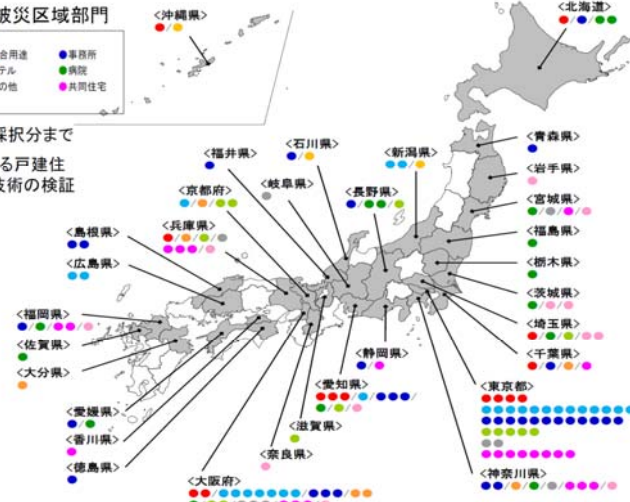 被災区域部門
合用途 ●事務所
テル ●病院
の他 ●共同住宅
採択分まで
る戸建住
技術の検証
<沖縄県>
<北海道>
<青森県>
<岩手県>
<宮城県>
<福島県>
<栃木県>
<茨城県>
<埼玉県>
<千葉県>
<東京都>
<神奈川県>
<新潟県>
<石川県>
<福井県>
<岐阜県>
<長野県>
<京都府>
<兵庫県>
<島根県>
<広島県>
<福岡県>
<佐賀県>
<大分県>
<愛媛県>
<香川県>
<徳島県>
<静岡県>
<愛知県>
<滋賀県>
<奈良県>
<大阪府>